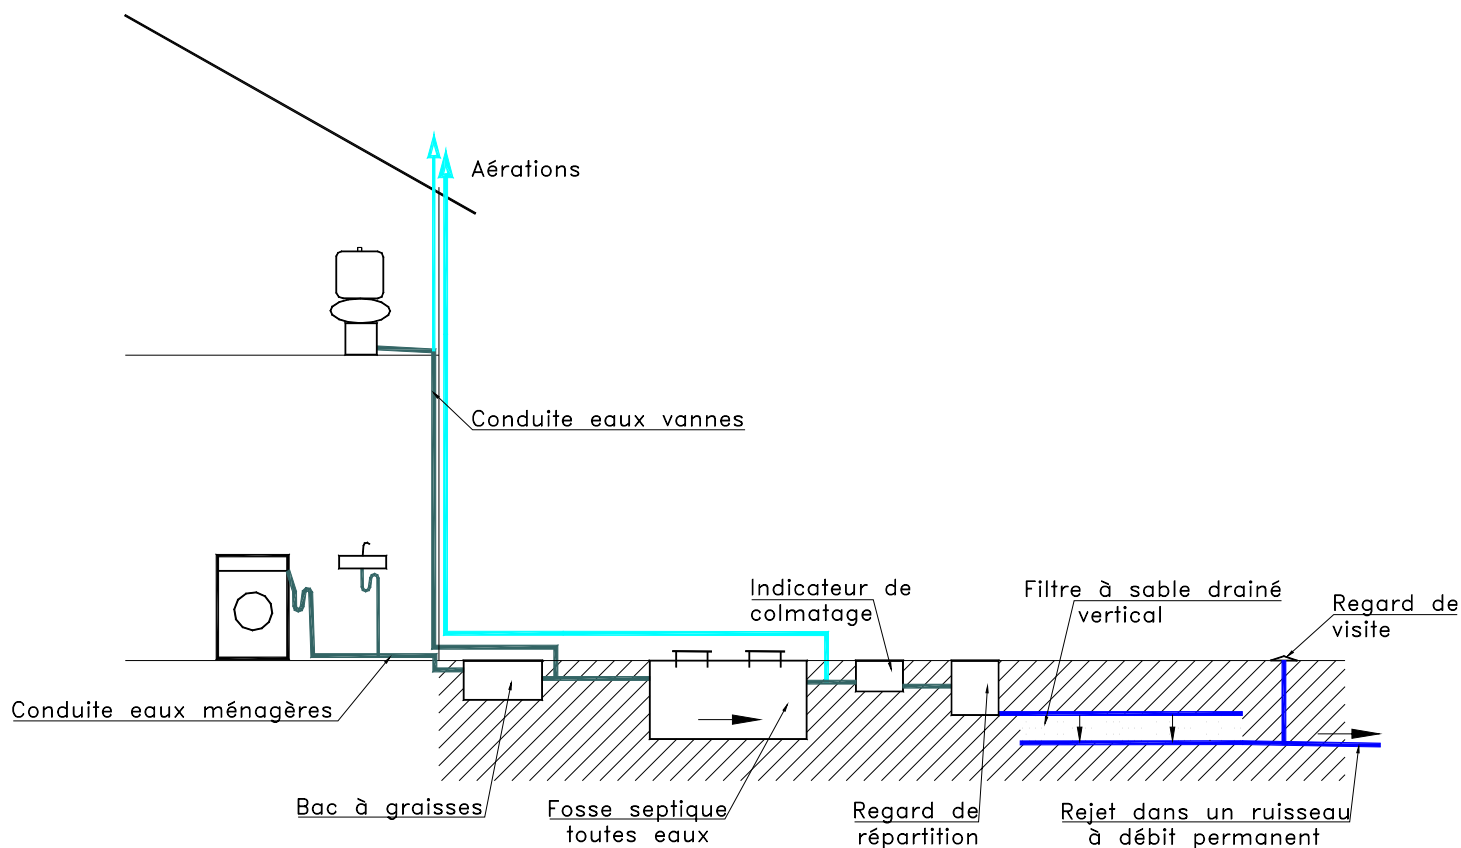 Aérations
Conduite eaux vannes
Indicateur de
colmatage
Filtre à sable drainé
vertical
Regard de
visite
Conduite eaux ménagères
Bac à graisses
Fosse septique
toutes eaux
Regard de
répartition
Rejet dans un ruisseau
à débit permanent